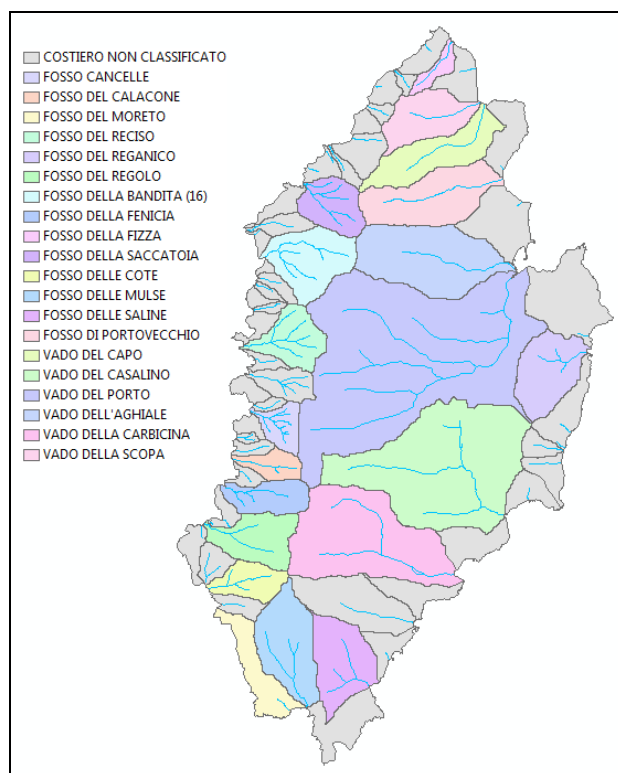 COSTIERO NON CLASSIFICATO
FOSSO CANCELLE
FOSSO DEL CALACONE
FOSSO DEL MORETO
FOSSO DEL RECISO
FOSSO DEL REGANICO
FOSSO DEL REGOLO
FOSSO DELLA BANDITA (16)
FOSSO DELLA FENICIA
FOSSO DELLA FIZZA
FOSSO DELLA SACCATOIA
FOSSO DELLE COTE
FOSSO DELLE MULSE
FOSSO DELLE SALINE
FOSSO DI PORTOVECCHIO
VADO DEL CAPO
VADO DEL CASALINO
VADO DEL PORTO
VADO DELL'AGHIALE
VADO DELLA CARBICINA
VADO DELLA SCOPA